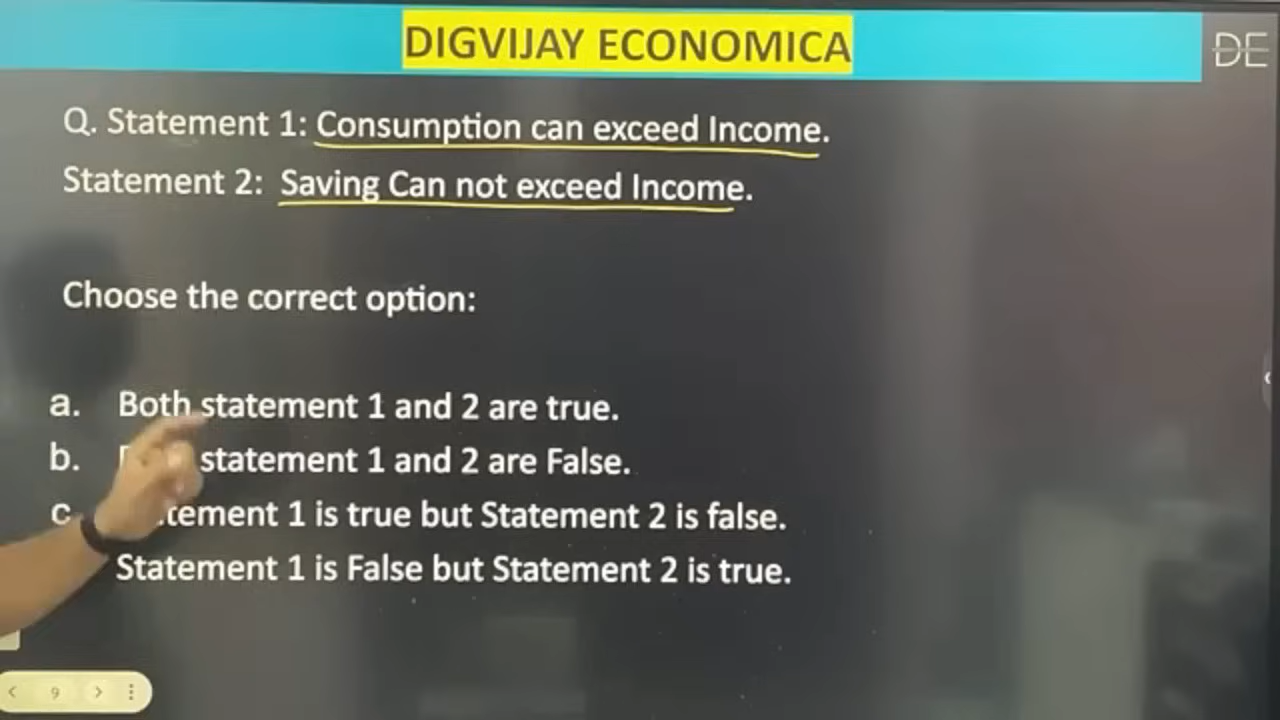 DIGVIJAY ECONOMICA
DE
Q. Statement 1: Consumption can exceed Income.
Statement 2: Saving Can not exceed Income.
Choose the correct option:
a. Both statement 1 and 2 are true.
b. statement 1 and 2 are False.
c tement 1 is true but Statement 2 is false.
Statement 1 is False but Statement 2 is true.
9